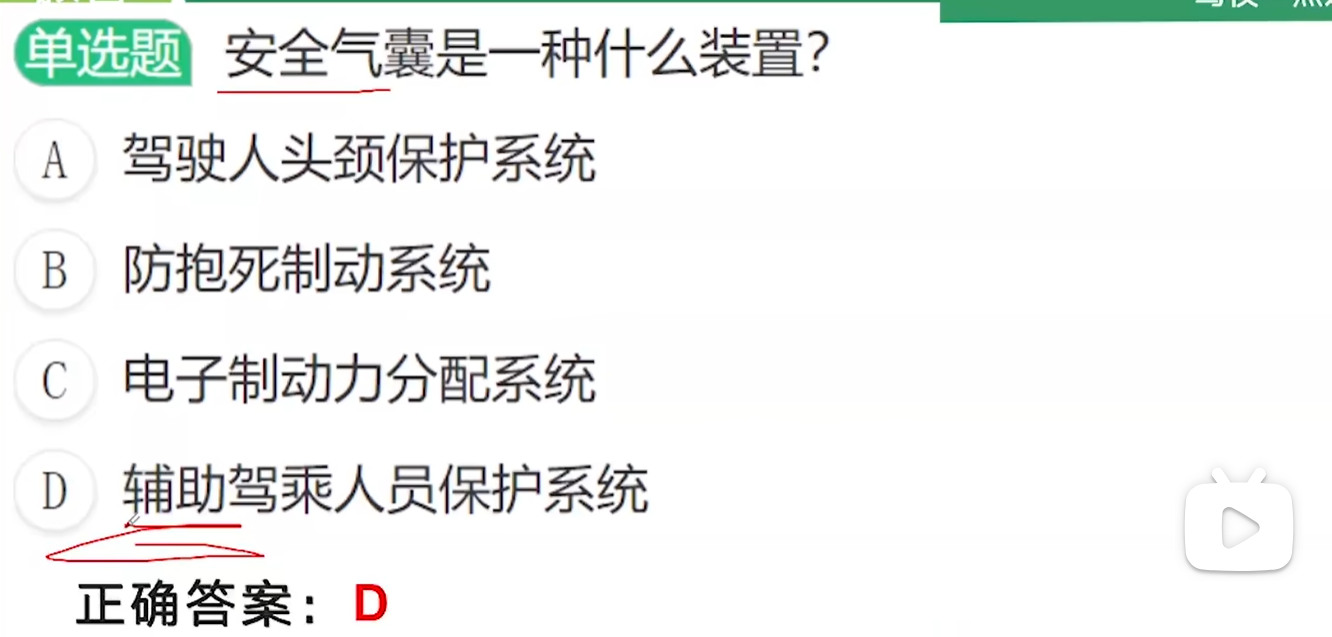 单选题 安全气囊是一种什么装置?
A 驾驶人头颈保护系统
B 防抱死制动系统
C 电子制动力分配系统
D 辅助驾乘人员保护系统
正确答案：D